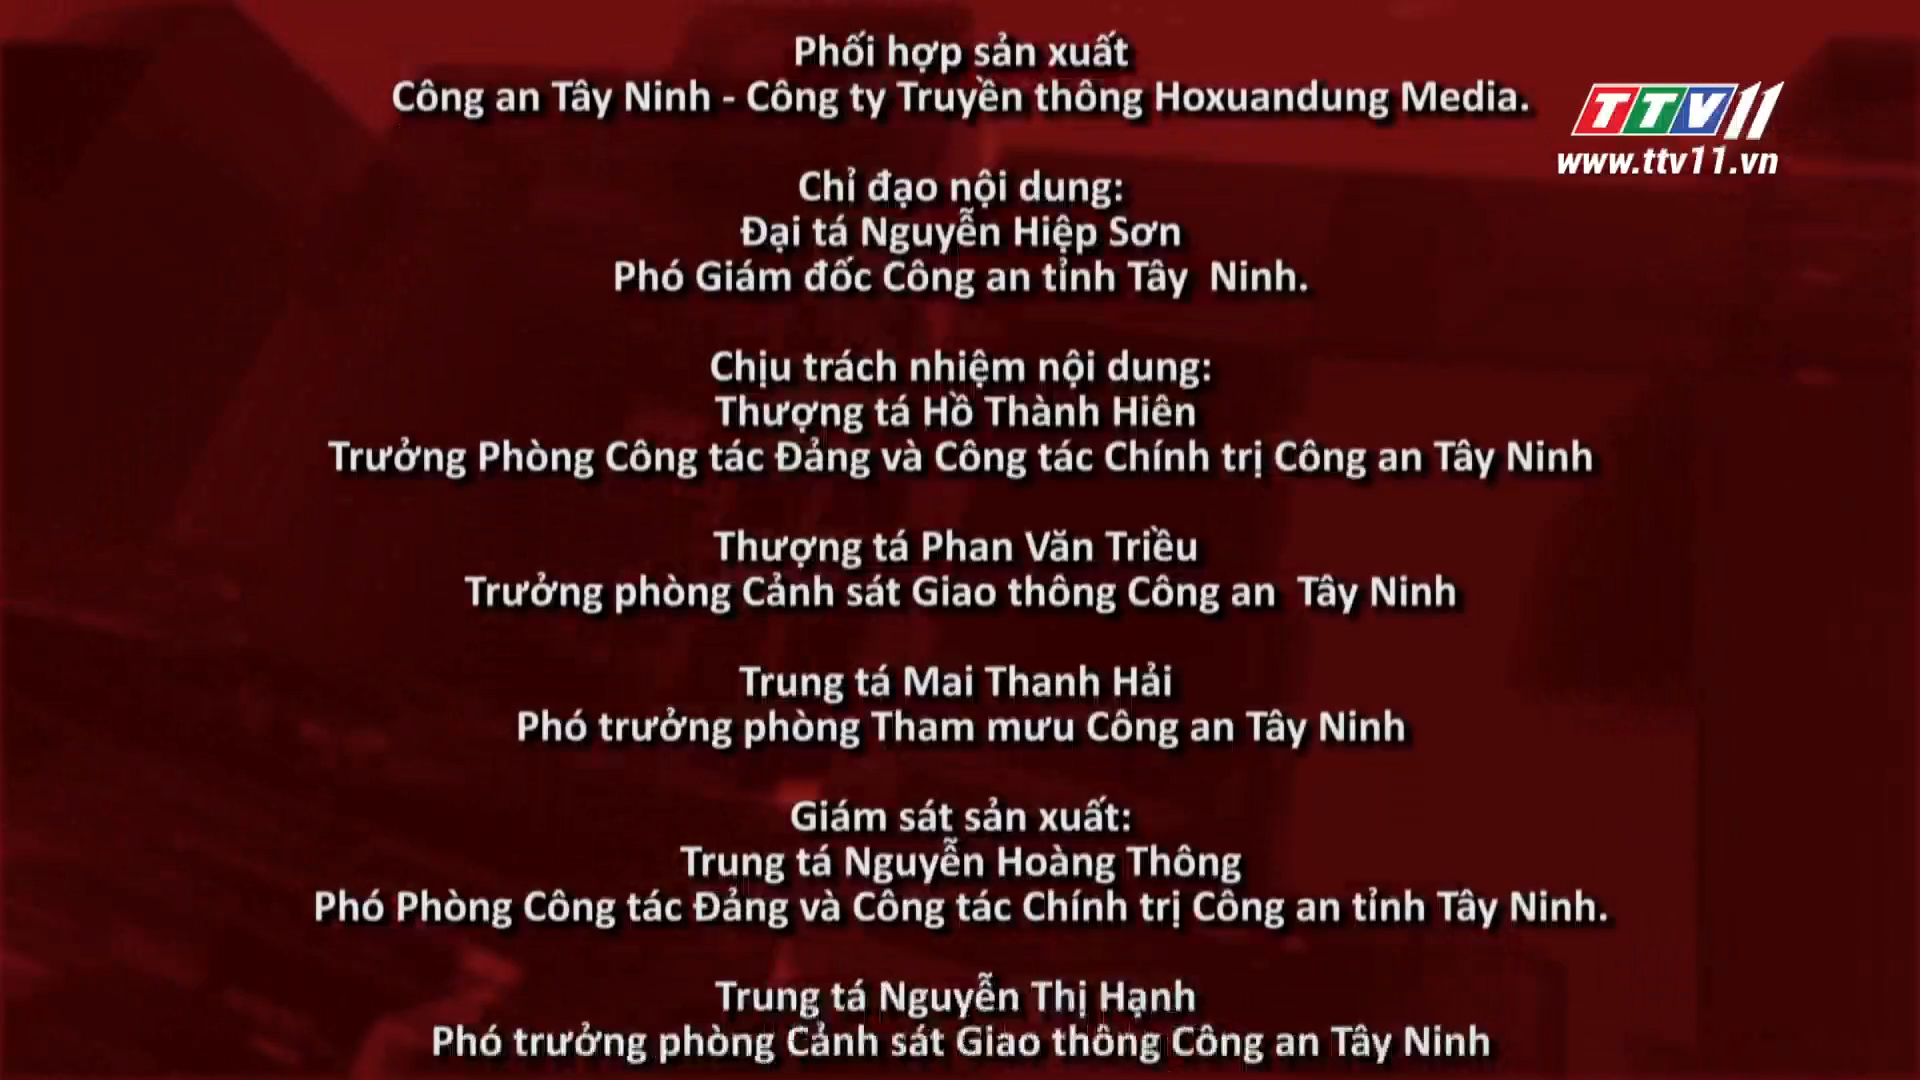 Phối hợp sản xuất
Công an Tây Ninh - Công ty Truyền thông Hoxuandung Media.
TTV11
www.ttv11.vn
Chỉ đạo nội dung:
Đại tá Nguyễn Hiệp Sơn
Phó Giám đốc Công an tỉnh Tây Ninh.
Chịu trách nhiệm nội dung:
Thượng tá Hồ Thành Hiên
Trưởng Phòng Công tác Đảng và Công tác Chính trị Công an Tây Ninh
Thượng tá Phan Văn Triều
Trưởng phòng Cảnh sát Giao thông Công an Tây Ninh
Trung tá Mai Thanh Hải
Phó trưởng phòng Tham mưu Công an Tây Ninh
Giám sát sản xuất:
Trung tá Nguyễn Hoàng Thông
Phó Phòng Công tác Đảng và Công tác Chính trị Công an tỉnh Tây Ninh.
Trung tá Nguyễn Thị Hạnh
Phó trưởng phòng Cảnh sát Giao thông Công an Tây Ninh